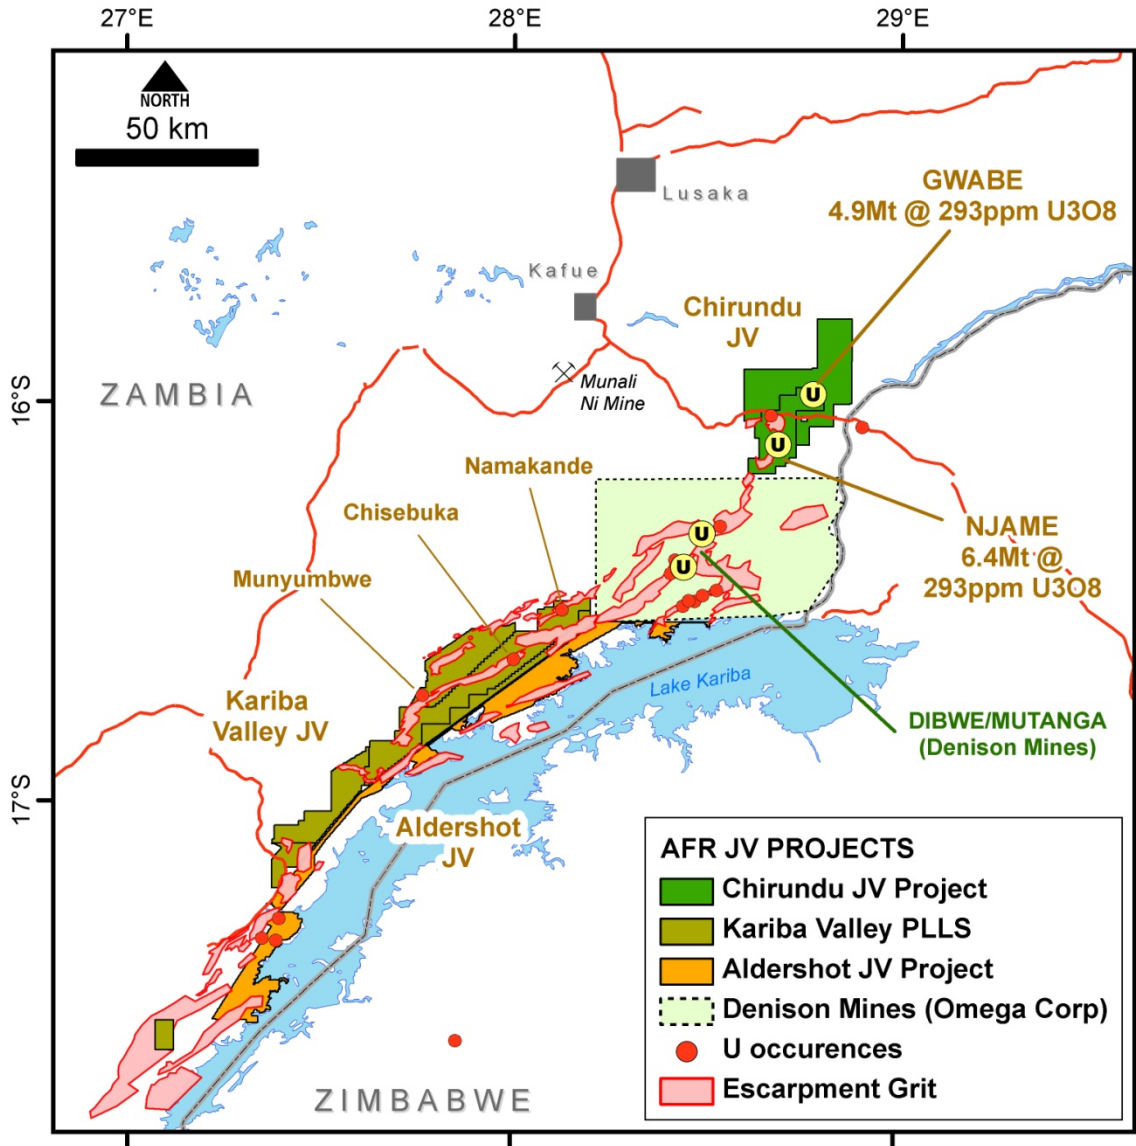 27°E
28°E
29°E
NORTH
50 km
Lusaka
GWABE
4.9Mt @ 293ppm U3O8
Kafue
Chirundu
JV
ZAMBIA
16°S
Munali
Ni Mine
U
U
Namakande
Chisebuka
Munyumbwe
NJAME
6.4Mt @
293ppm U3O8
U
U
Kariba
Valley JV
Lake Kariba
DIBWE/MUTANGA
(Denison Mines)
17°S
Aldershot
JV
ZIMBABWE
AFR JV PROJECTS
Chirundu JV Project
Kariba Valley PLLS
Aldershot JV Project
Denison Mines (Omega Corp)
U occurences
Escarpment Grit